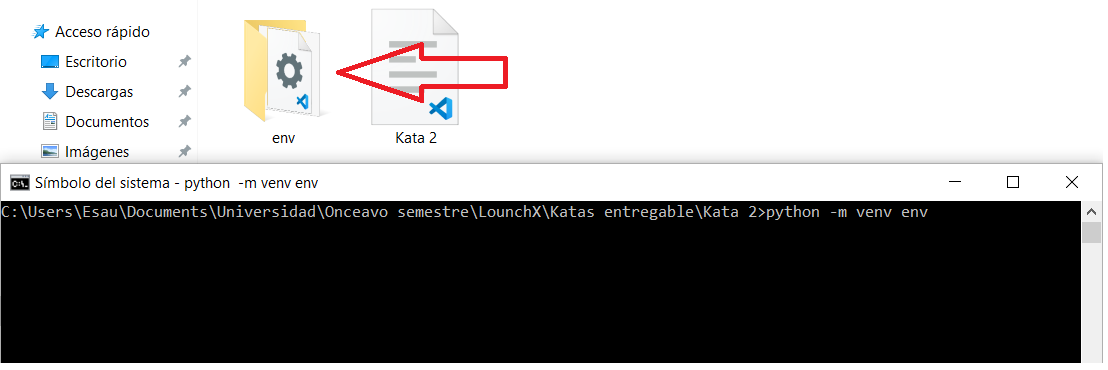 Acceso rápido
Escritorio
Descargas
Documentos
Imágenes
env
Kata 2
Símbolo del sistema - python  -m venv env
C:\Users\Esau\Documents\Universidad\Onceavo semestre\LounchX\Katas entregable\Kata 2>python -m venv env